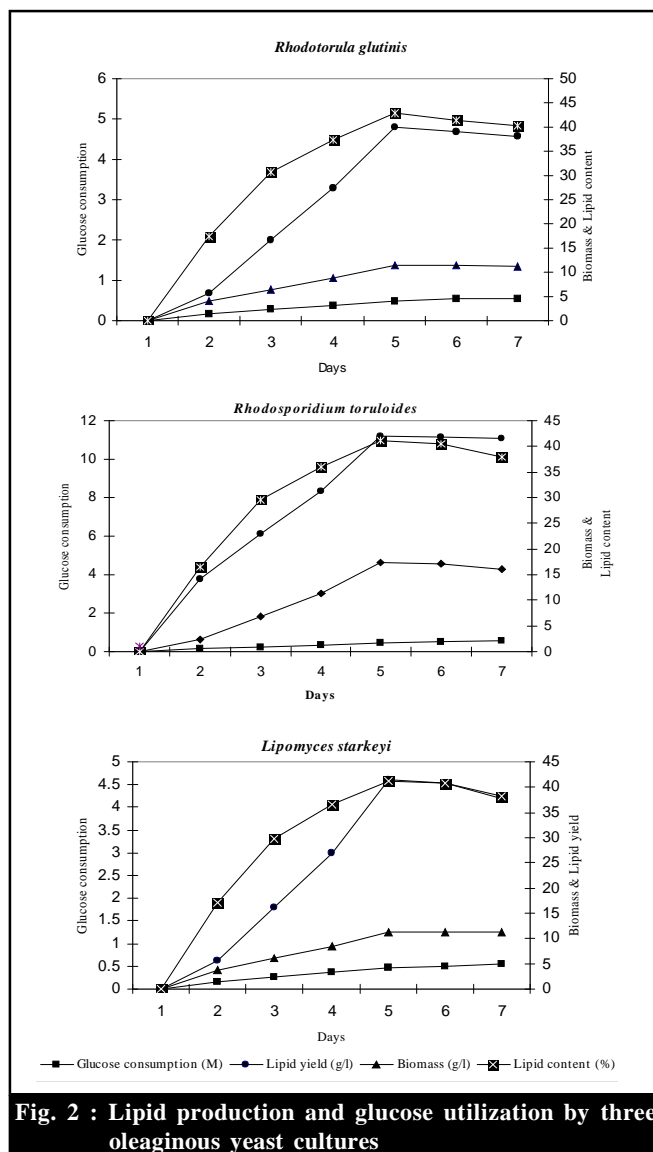 Rhodotorula glutinis
6
5
4
3
2
1
0
Glucose consumption
50
45
40
35
30
25
20
15
10
5
0
Biomass & Lipid content
1 2 3 4 5 6 7
Days
Rhodosporidium toruloides
12
10
8
6
4
2
0
Glucose consumption
45
40
35
30
25
20
15
10
5
0
Biomass &
Lipid content
1 2 3 4 5 6 7
Days
Lipomyces starkeyi
5
4.5
4
3.5
3
2.5
2
1.5
1
0.5
0
Glucose consumption
45
40
35
30
25
20
15
10
5
0
Biomass & Lipid yield
1 2 3 4 5 6 7
Days
Glucose consumption (M) Lipid yield (g/l) Biomass (g/l) Lipid content (%)
Fig. 2 : Lipid production and glucose utilization by three
oleaginous yeast cultures